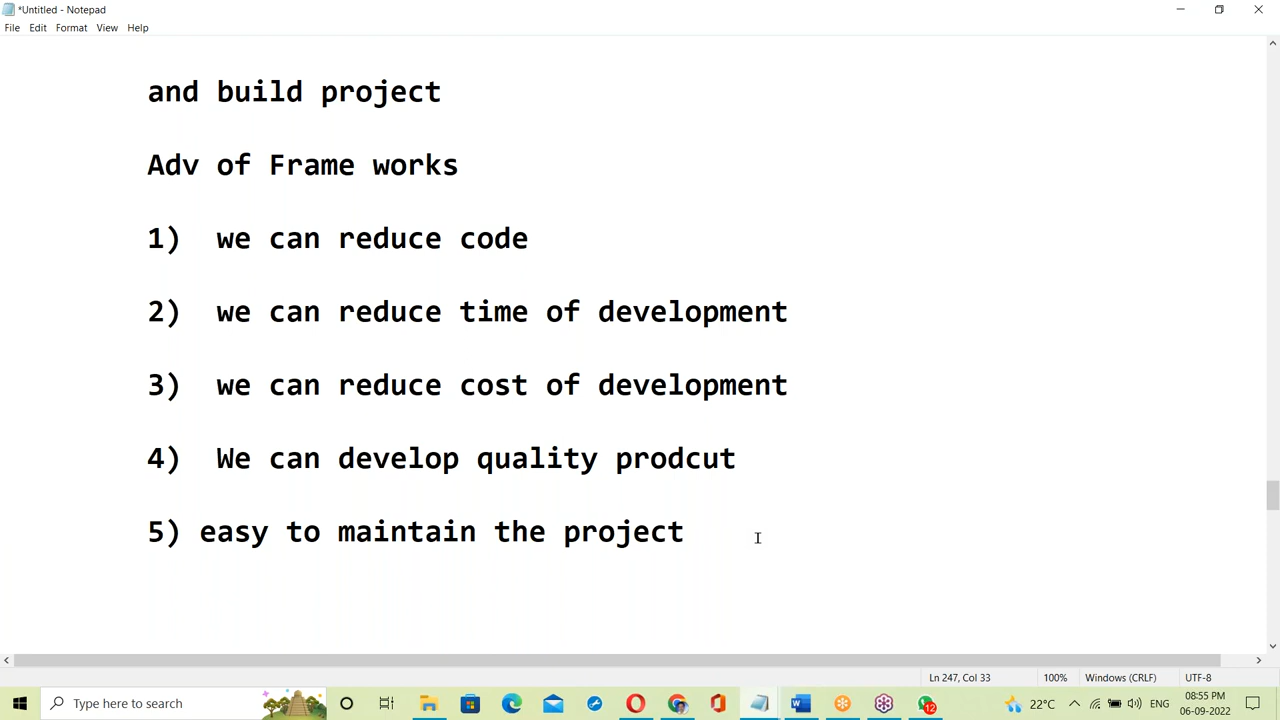 *Untitled - Notepad
File Edit Format View Help
and build project
Adv of Frame works
1) we can reduce code
2) we can reduce time of development
3) we can reduce cost of development
4) We can develop quality prodcut
5) easy to maintain the project
Ln 247, Col 33 100% Windows (CRLF) UTF-8
Type here to search 12 22°C ENG 08:55 PM
06-09-2022